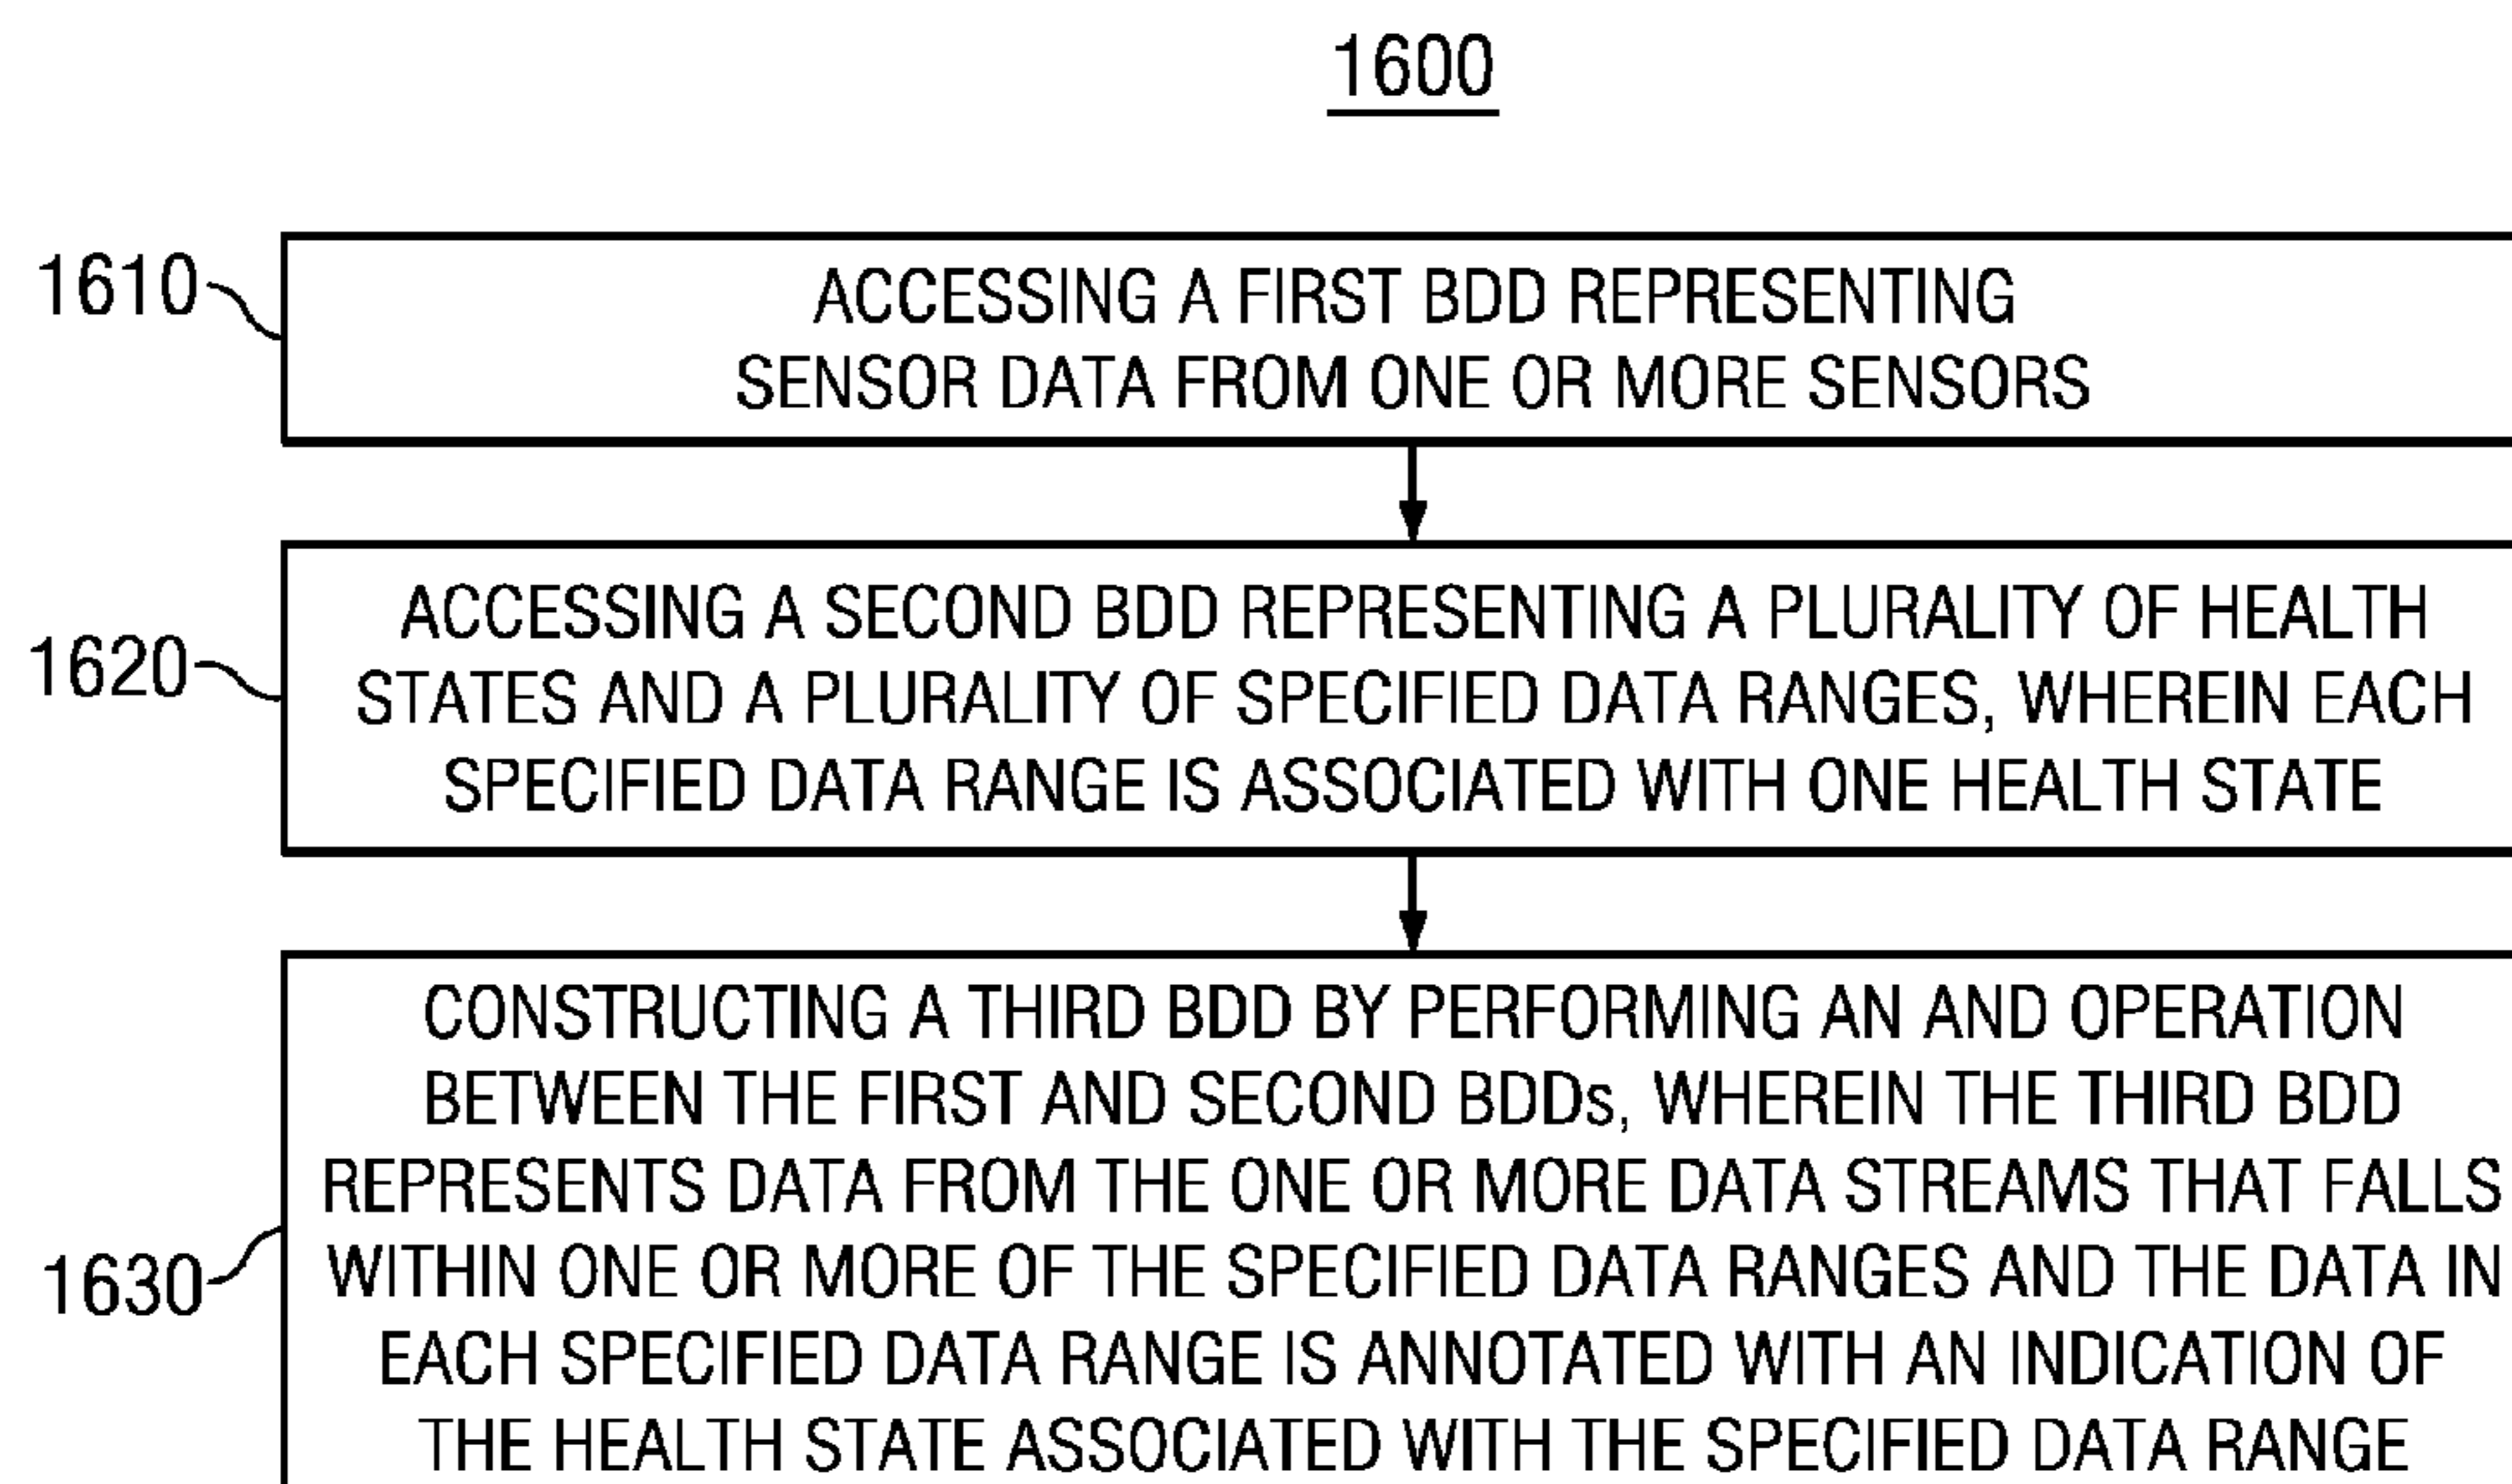 1600
1610
ACCESSING A FIRST BDD REPRESENTING
SENSOR DATA FROM ONE OR MORE SENSORS
1620
ACCESSING A SECOND BDD REPRESENTING A PLURALITY OF HEALTH
STATES AND A PLURALITY OF SPECIFIED DATA RANGES, WHEREIN EACH
SPECIFIED DATA RANGE IS ASSOCIATED WITH ONE HEALTH STATE
1630
CONSTRUCTING A THIRD BDD BY PERFORMING AN AND OPERATION
BETWEEN THE FIRST AND SECOND BDDs, WHEREIN THE THIRD BDD
REPRESENTS DATA FROM THE ONE OR MORE DATA STREAMS THAT FALLS
WITHIN ONE OR MORE OF THE SPECIFIED DATA RANGES AND THE DATA IN
EACH SPECIFIED DATA RANGE IS ANNOTATED WITH AN INDICATION OF
THE HEALTH STATE ASSOCIATED WITH THE SPECIFIED DATA RANGE